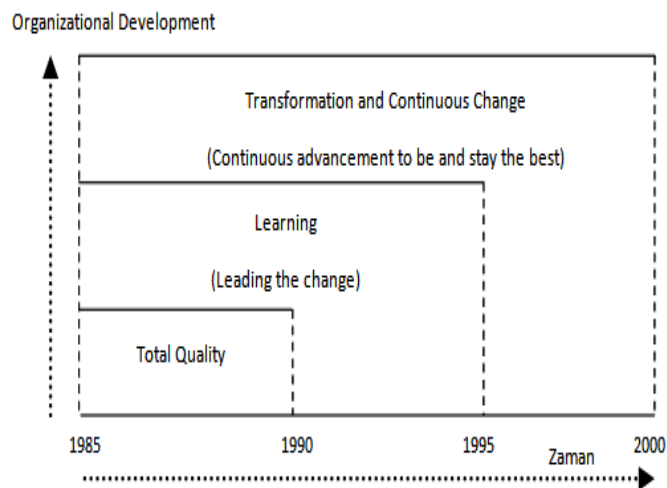 Organizational Development
Transformation and Continuous Change
(Continuous advancement to be and stay the best)
Learning
(Leading the change)
Total Quality
1985
1990
1995
2000
Zaman